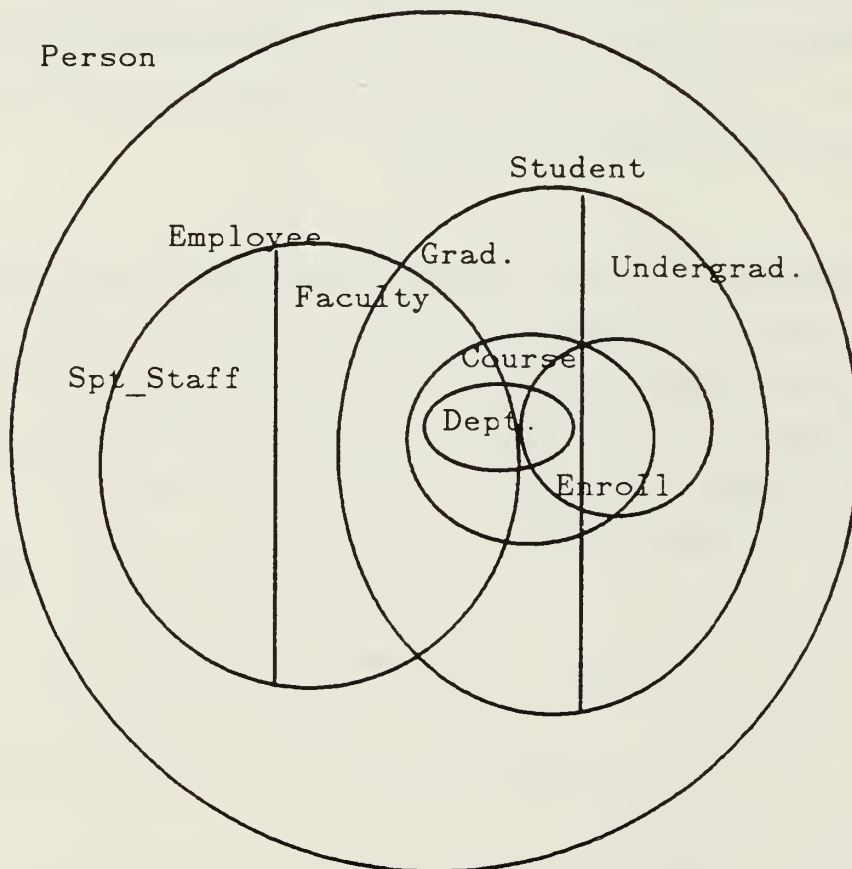 Person
Student
Employee
Grad.
Undergrad.
Faculty
Course
Spt_Staff
Dept.
Enroll